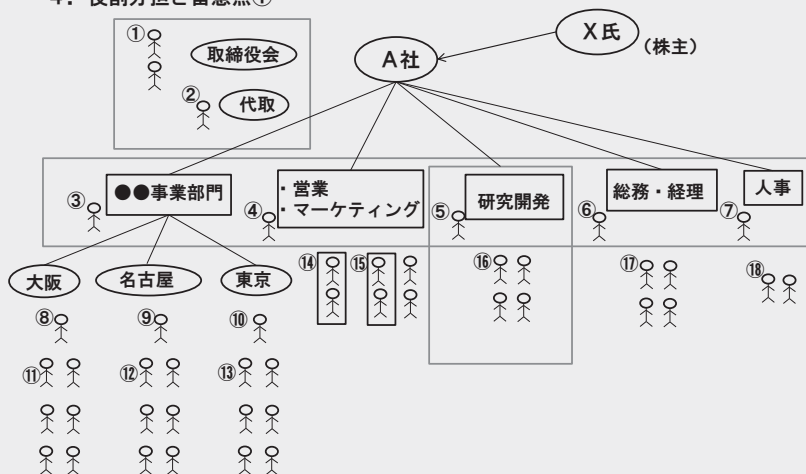 4．役割分担と留意点①
①
取締役会
②
代取
A社
X氏
(株主)
③
●●事業部門
④
・営業
・マーケティング
⑤
研究開発
⑥
総務・経理
⑦
人事
大阪
名古屋
東京
⑭
⑮
⑯
⑰
⑱
⑧
⑨
⑩
⑪
⑫
⑬